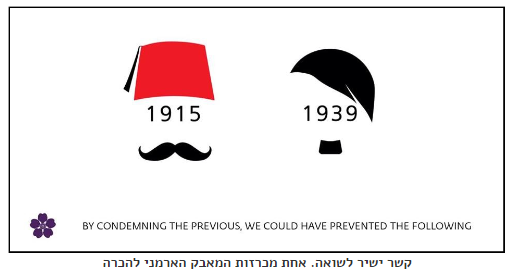 1915 1939
BY CONDEMNING THE PREVIOUS, WE COULD HAVE PREVENTED THE FOLLOWING
קשר ישיר לשואה. אחת מכרזות המאבק הארמני להכרה